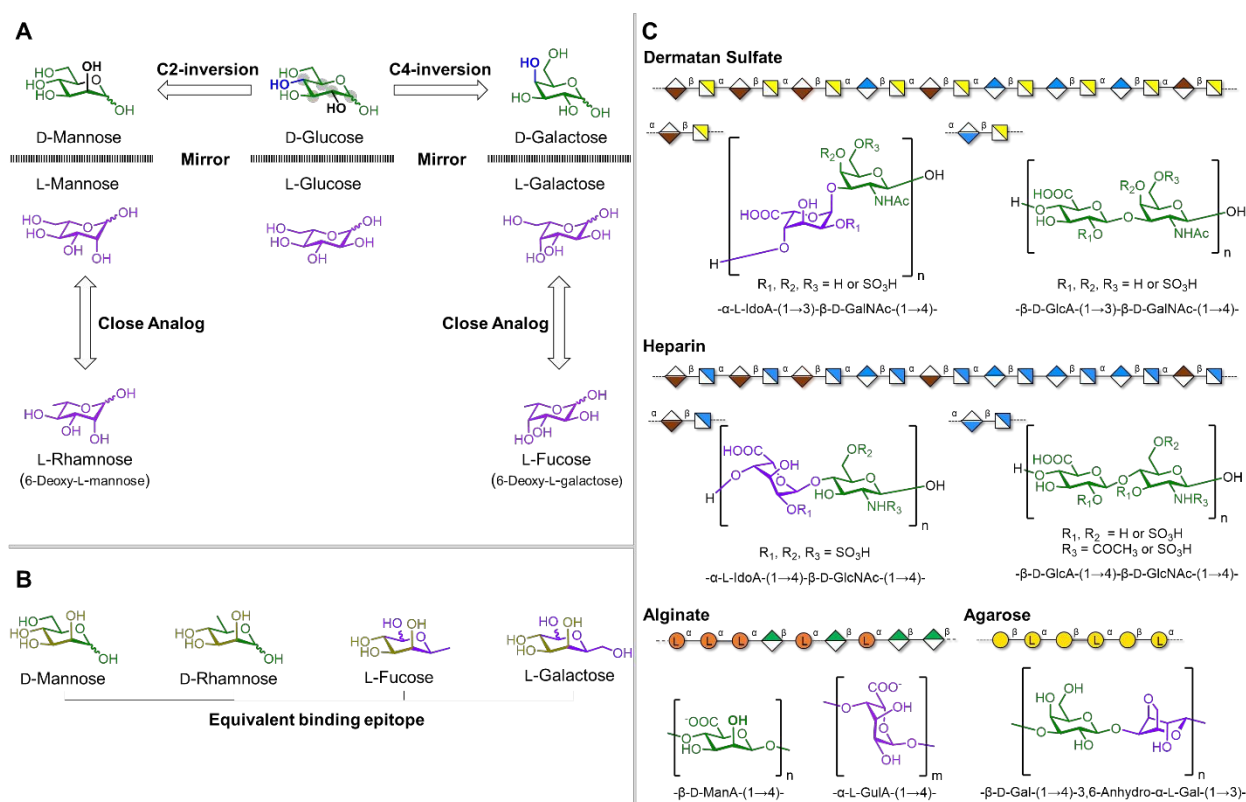 A
C2-inversion
C4-inversion
D-Mannose
D-Glucose
D-Galactose
Mirror
Mirror
L-Mannose
L-Glucose
L-Galactose
Close Analog
Close Analog
L-Rhamnose
(6-Deoxy-L-mannose)
L-Fucose
(6-Deoxy-L-galactose)
B
D-Mannose
D-Rhamnose
L-Fucose
L-Galactose
Equivalent binding epitope
C
Dermatan Sulfate
R₁, R₂, R₃ = H or SO₃H
-α-L-IdoA-(1→3)-β-D-GalNAc-(1→4)-
R₁, R₂, R₃ = H or SO₃H
-β-D-GlcA-(1→3)-β-D-GalNAc-(1→4)-
Heparin
R₁, R₂, R₃ = SO₃H
-α-L-IdoA-(1→4)-β-D-GlcNAc-(1→4)-
R₁, R₂ = H or SO₃H
R₃ = COCH₃ or SO₃H
-β-D-GlcA-(1→4)-β-D-GlcNAc-(1→4)-
Alginate
-β-D-ManA-(1→4)-
-α-L-GulA-(1→4)-
Agarose
-β-D-Gal-(1→4)-3,6-Anhydro-α-L-Gal-(1→3)-